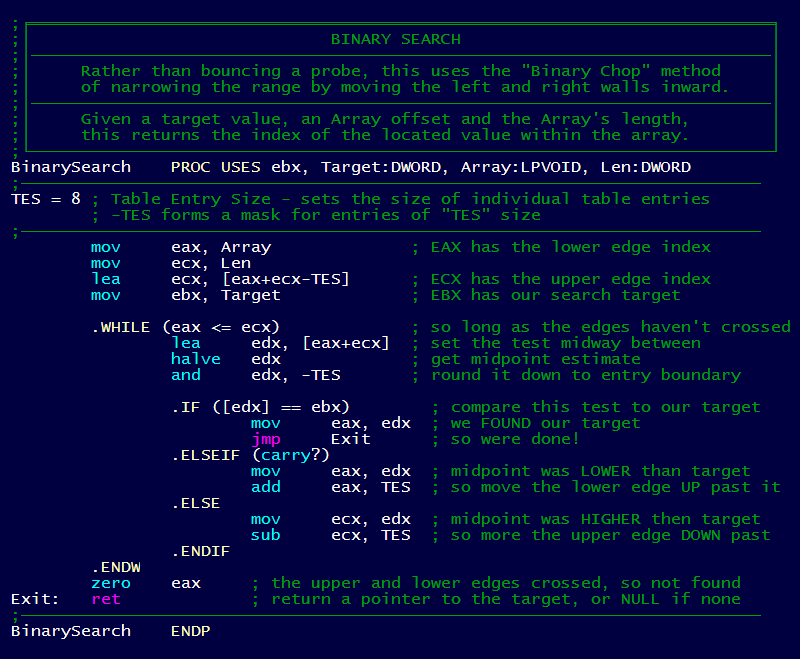 ;
; BINARY SEARCH
;
; Rather than bouncing a probe, this uses the "Binary Chop" method
; of narrowing the range by moving the left and right walls inward.
;
; Given a target value, an Array offset and the Array's length,
; this returns the index of the located value within the array.
;
BinarySearch PROC USES ebx, Target:DWORD, Array:LPVOID, Len:DWORD
;
TES = 8 ; Table Entry Size - sets the size of individual table entries
; -TES forms a mask for entries of "TES" size
;
mov eax, Array ; EAX has the lower edge index
mov ecx, Len
lea ecx, [eax+ecx-TES] ; ECX has the upper edge index
mov ebx, Target ; EBX has our search target
.WHILE (eax <= ecx) ; so long as the edges haven't crossed
lea edx, [eax+ecx] ; set the test midway between
halve edx ; get midpoint estimate
and edx, -TES ; round it down to entry boundary
.IF ([edx] == ebx) ; compare this test to our target
mov eax, edx ; we FOUND our target
jmp Exit ; so were done!
.ELSEIF (carry?)
mov eax, edx ; midpoint was LOWER than target
add eax, TES ; so move the lower edge UP past it
.ELSE
mov ecx, edx ; midpoint was HIGHER then target
sub ecx, TES ; so more the upper edge DOWN past
.ENDIF
.ENDW
zero eax ; the upper and lower edges crossed, so not found
Exit: ret ; return a pointer to the target, or NULL if none
;
BinarySearch ENDP